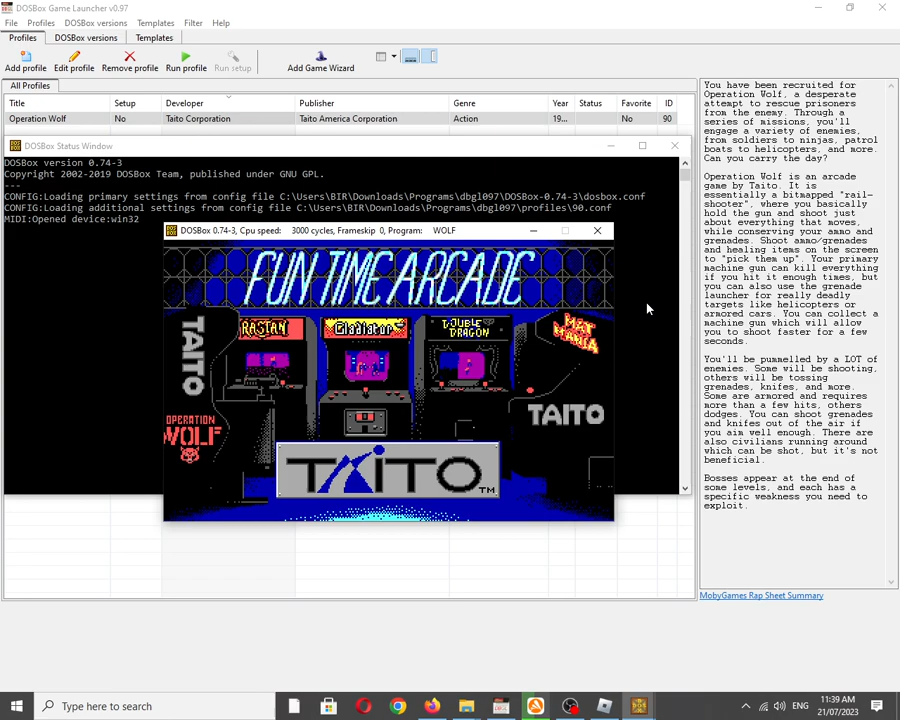 DOSBox Game Launcher v0.97
File Profiles DOSBox versions Templates Filter Help
Profiles DOSBox versions Templates
Add profile Edit profile Remove profile Run profile Run setup Add Game Wizard
All Profiles
Title Setup Developer Publisher Genre Year Status Favorite ID
Operation Wolf No Taito Corporation Taito America Corporation Action 19... No 90
DOSBox Status Window
DOSBox version 0.74-3
Copyright 2002-2019 DOSBox Team, published under GNU GPL.
---
CONFIG:Loading primary settings from config file C:\Users\BIR\Downloads\Programs\dbgl097\DOSBox-0.74-3\dosbox.conf
CONFIG:Loading additional settings from config file C:\Users\BIR\Downloads\Programs\dbgl097\profiles\90.conf
MIDI:Opened device:win32
DOSBox 0.74-3, Cpu speed: 3000 cycles, Frameskip 0, Program: WOLF
FUN TIME ARCADE
TAITO
RASTAN
Gladiator
DOUBLE
DRAGON
MAT
MANIA
OPERATION
WOLF
TAITO
TAITO™
You have been recruited for
Operation Wolf, a desperate
attempt to rescue prisoners
from the enemy. Through a
series of missions, you'll
engage a variety of enemies,
from soldiers to ninjas, patrol
boats to helicopters, and more.
Can you carry the day?
Operation Wolf is an arcade
game by Taito. It is
essentially a bitmapped "rail-
shooter", where you basically
hold the gun and shoot just
about everything that moves,
while conserving your ammo and
grenades. Shoot ammo/grenades
and healing items on the screen
to "pick them up". Your primary
machine gun can kill everything
if you hit it enough times, but
you can also use the grenade
launcher for really deadly
targets like helicopters or
armored cars. You can collect a
machine gun which will allow
you to shoot faster for a few
seconds.
You'll be pummelled by a LOT of
enemies. Some will be shooting,
others will be tossing
grenades, knifes, and more.
Some are armored and requires
more than a few hits, others
dodges. You can shoot grenades
and knifes out of the air if
you aim well enough. There are
also civilians running around
which can be shot, but it's not
beneficial.
Bosses appear at the end of
some levels, and each has a
specific weakness you need to
exploit.
MobyGames Rap Sheet Summary
Type here to search
ENG
11:39 AM
21/07/2023